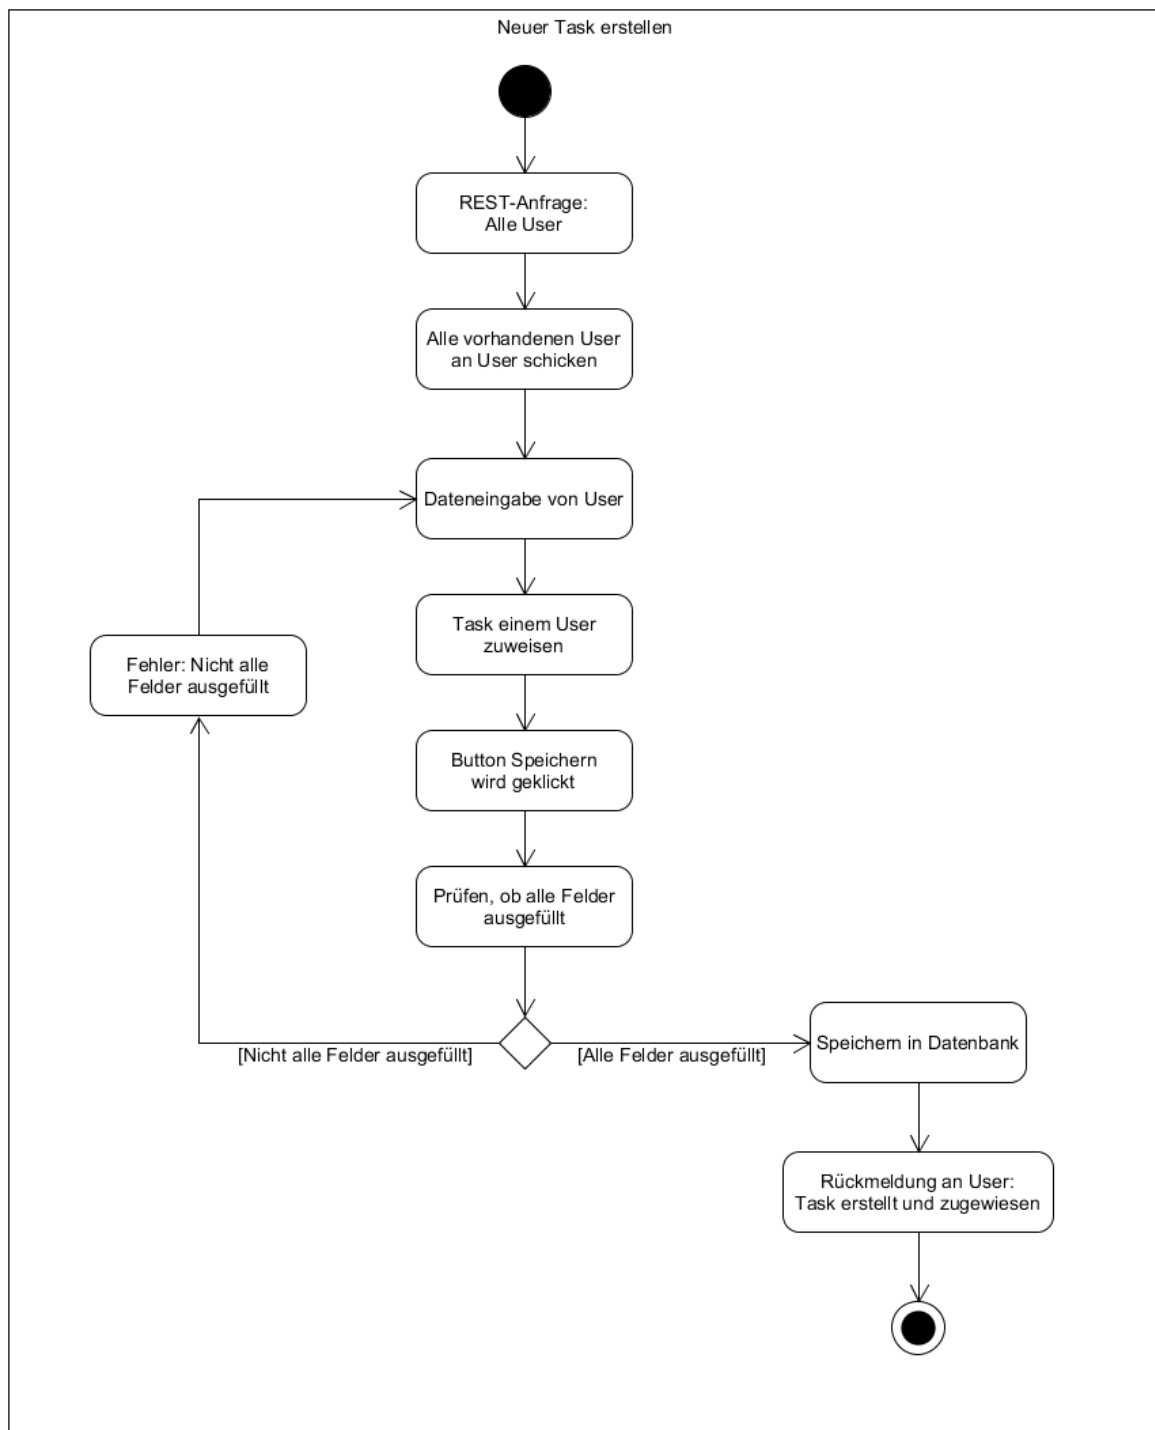 Neuer Task erstellen
REST-Anfrage:
Alle User
Alle vorhandenen User
an User schicken
Dateneingabe von User
Task einem User
zuweisen
Fehler: Nicht alle
Felder ausgefüllt
Button Speichern
wird geklickt
Prüfen, ob alle Felder
ausgefüllt
[Nicht alle Felder ausgefüllt]
[Alle Felder ausgefüllt]
Speichern in Datenbank
Rückmeldung an User:
Task erstellt und zugewiesen